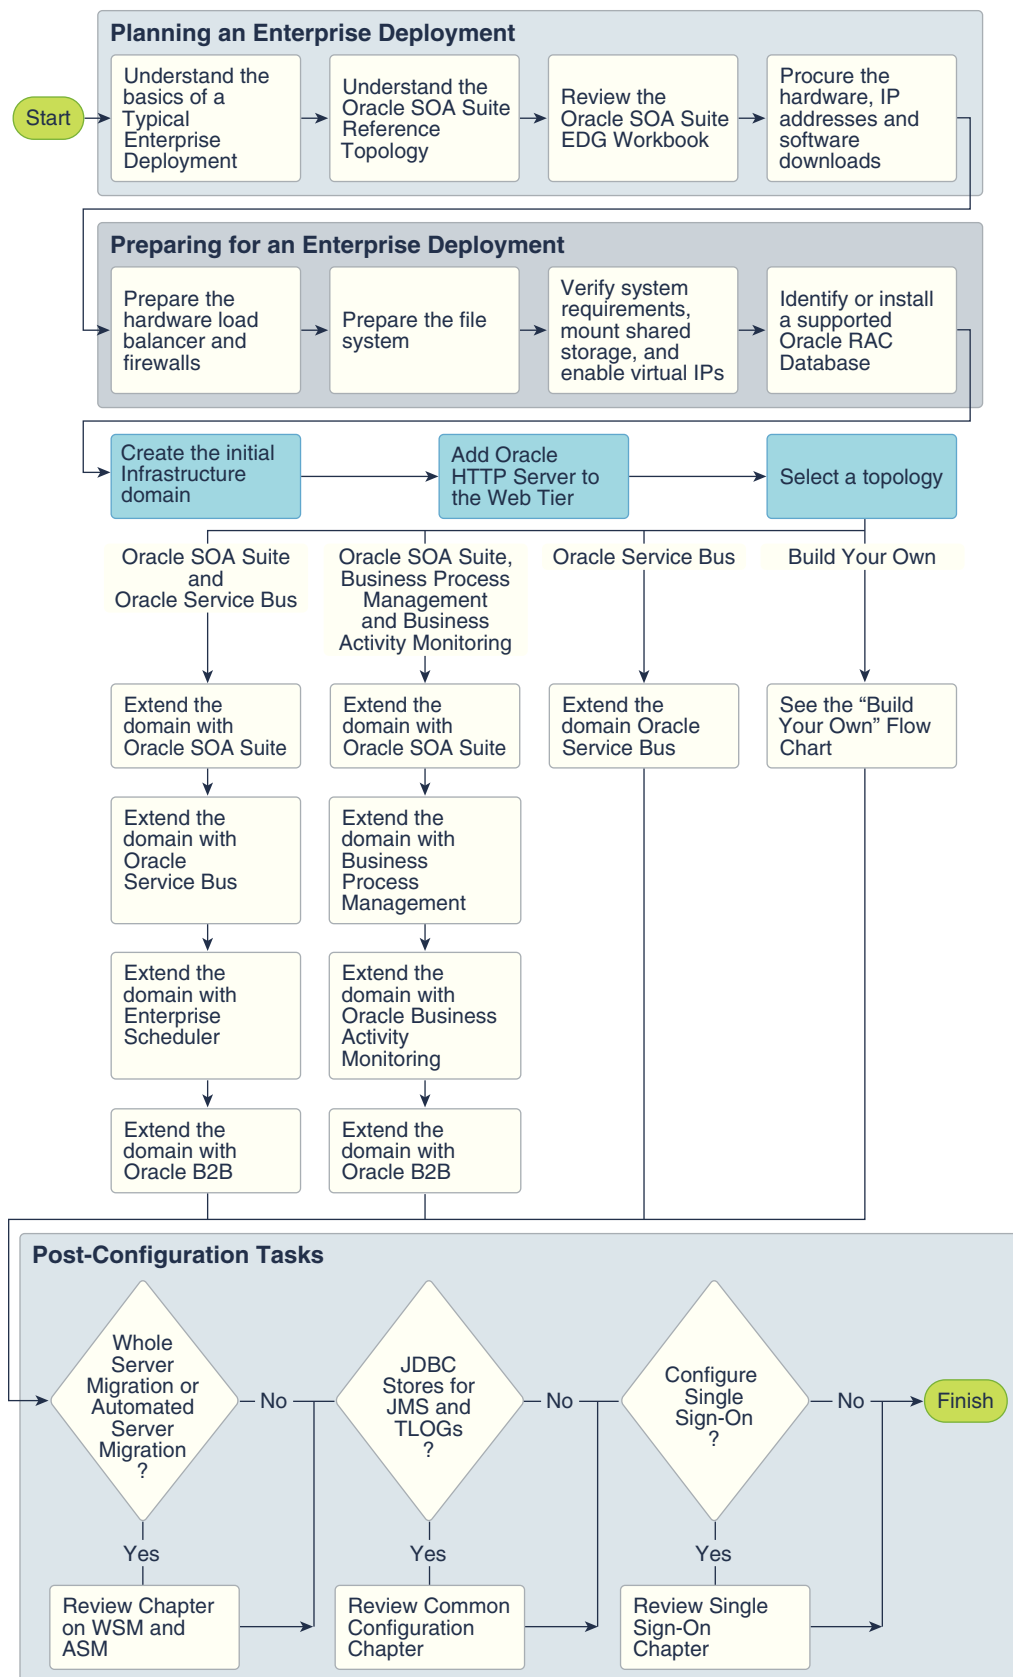 Planning an Enterprise Deployment
Start
Understand the
basics of a
Typical
Enterprise
Deployment
Understand the
Oracle SOA Suite
Reference
Topology
Review the
Oracle SOA Suite
EDG Workbook
Procure the
hardware, IP
addresses and
software
downloads
Preparing for an Enterprise Deployment
Prepare the
hardware load
balancer and
firewalls
Prepare the file
system
Verify system
requirements,
mount shared
storage, and
enable virtual IPs
Identify or install
a supported
Oracle RAC
Database
Create the initial
Infrastructure
domain
Add Oracle
HTTP Server to
the Web Tier
Select a topology
Oracle SOA Suite
and
Oracle Service Bus
Oracle SOA Suite,
Business Process
Management
and Business
Activity Monitoring
Oracle Service Bus
Build Your Own
Extend the
domain with
Oracle SOA Suite
Extend the
domain with
Oracle SOA Suite
Extend the
domain Oracle
Service Bus
See the “Build
Your Own” Flow
Chart
Extend the
domain with
Oracle
Service Bus
Extend the
domain with
Business
Process
Management
Extend the
domain with
Enterprise
Scheduler
Extend the
domain with
Oracle Business
Activity
Monitoring
Extend the
domain with
Oracle B2B
Extend the
domain with
Oracle B2B
Post-Configuration Tasks
Whole
Server
Migration or
Automated
Server
Migration
?
No
JDBC
Stores for
JMS and
TLOGs
?
No
Configure
Single
Sign-On
?
No
Finish
Yes
Yes
Yes
Review Chapter
on WSM and
ASM
Review Common
Configuration
Chapter
Review Single
Sign-On
Chapter